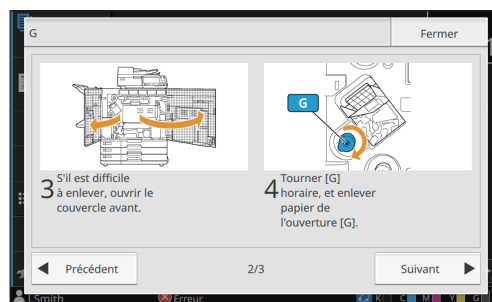 G
Fermer
G
3 S'il est difficile
à enlever, ouvrir le
couvercle avant.
4 Tourner [G]
horaire, et enlever
papier de
l'ouverture [G].
Précédent
2/3
Suivant
J Smith
Erreur
K
C M Y G